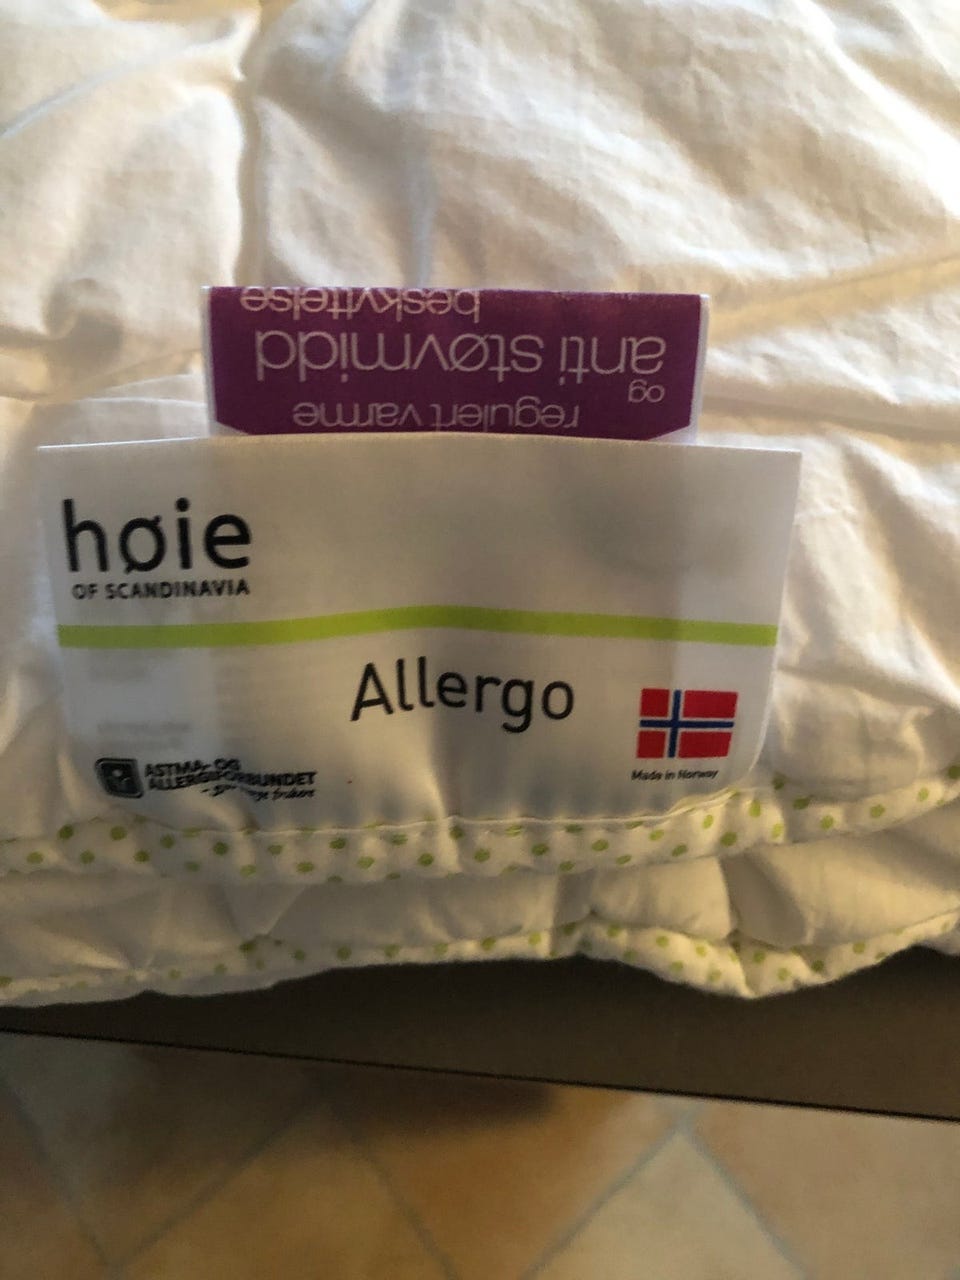 regulert varme
og
anti støvmidd
beskyttelse
høie
OF SCANDINAVIA
Allergo
ASTMA- OG
ALLERGIFORBUNDET
Made in Norway